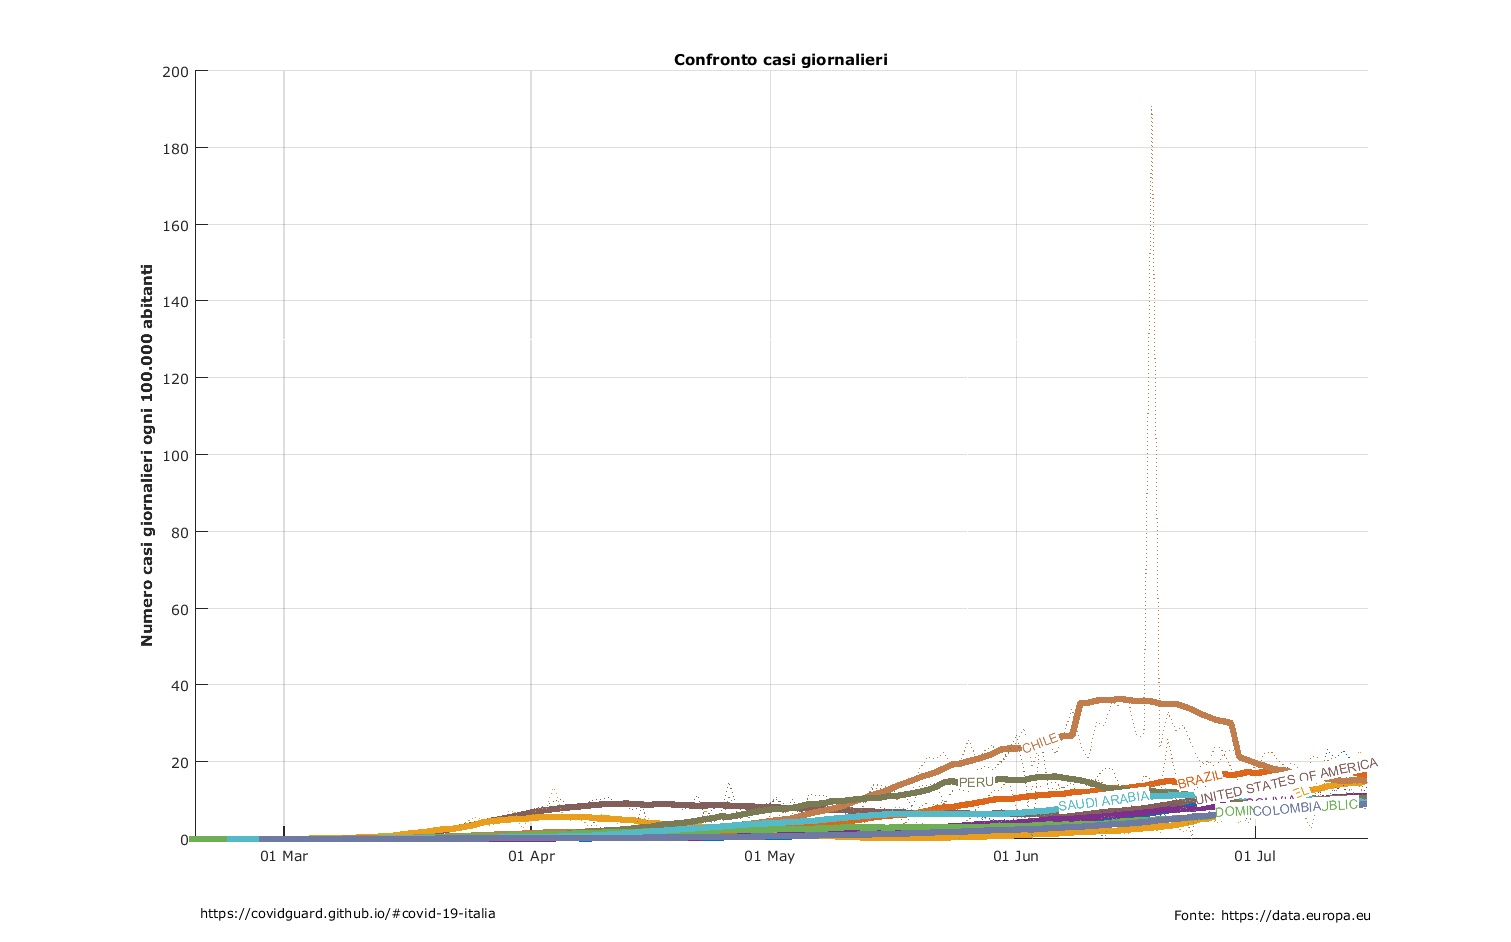 Confronto casi giornalieri
Numero casi giornalieri ogni 100.000 abitanti
200
180
160
140
120
100
80
60
40
20
0
CHILE
PERU
BRAZIL
UNITED STATES OF AMERICA
SAUDI ARABIA
COLOMBIA
01 Mar
01 Apr
01 May
01 Jun
01 Jul
https://covidguard.github.io/#covid-19-italia
Fonte: https://data.europa.eu